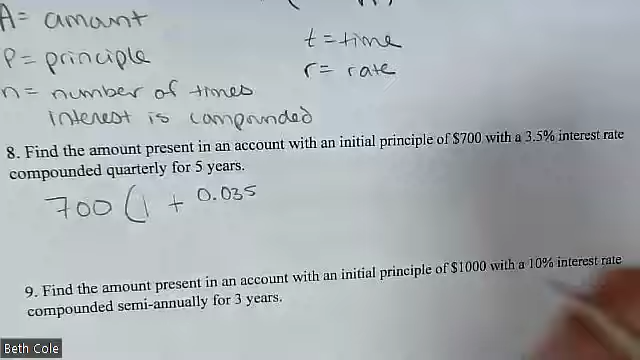 A = amount
P = principle
n = number of times
interest is compounded
t = time
r = rate
8. Find the amount present in an account with an initial principle of $700 with a 3.5% interest rate
compounded quarterly for 5 years.
700 (1 + 0.035
9. Find the amount present in an account with an initial principle of $1000 with a 10% interest rate
compounded semi-annually for 3 years.
Beth Cole